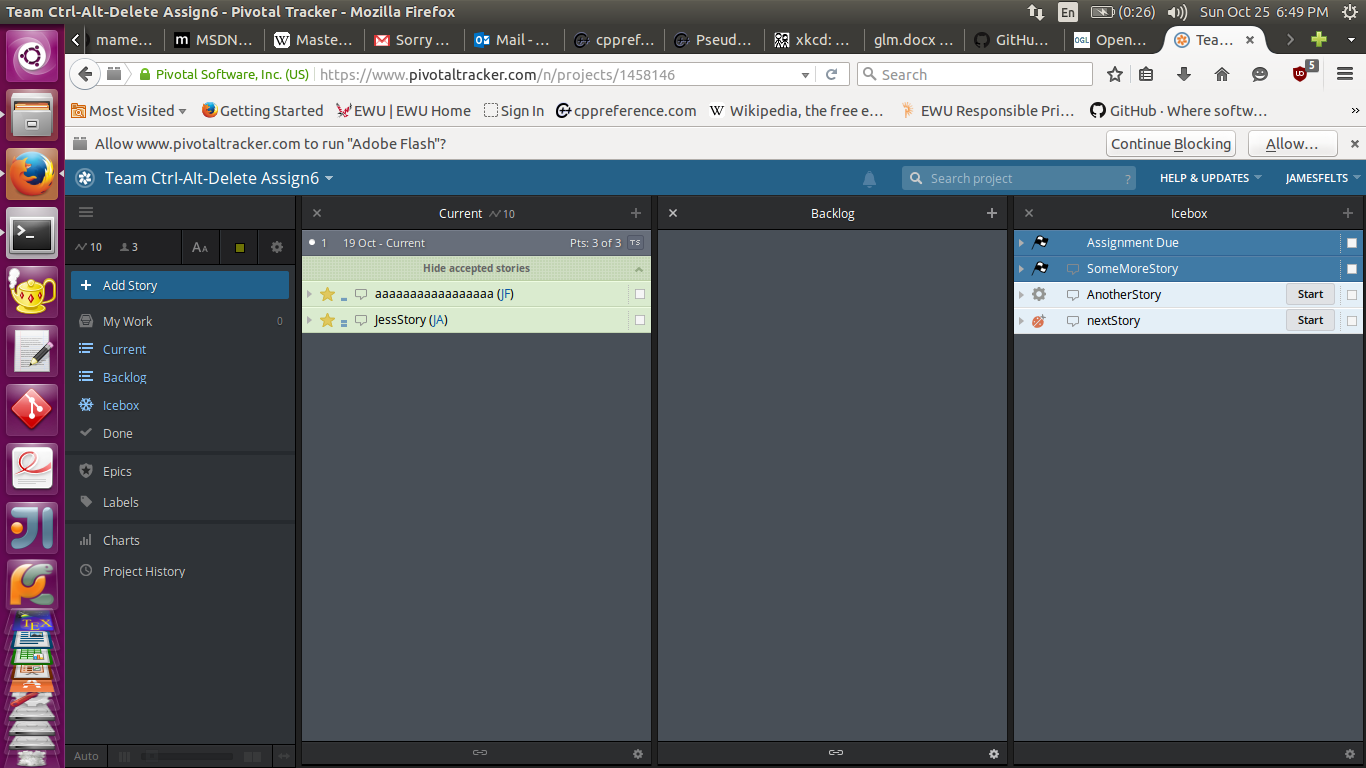 Team Ctrl-Alt-Delete Assign6 - Pivotal Tracker - Mozilla Firefox En (0:26) Sun Oct 25 6:49 PM
mame... MSDN... Maste... Sorry ... Mail - ... cppref... Pseud... xkcd: ... glm.docx ... GitHu... Open... Tea...
Pivotal Software, Inc. (US) https://www.pivotaltracker.com/n/projects/1458146 Search 5
Most Visited Getting Started EWU | EWU Home Sign In cppreference.com Wikipedia, the free e... EWU Responsible Pri... GitHub · Where softw...
Allow www.pivotaltracker.com to run "Adobe Flash"? Continue Blocking Allow...
Team Ctrl-Alt-Delete Assign6 Search project ? HELP & UPDATES JAMESFELTS
Current 10 Backlog Icebox
10 3 AA
1 19 Oct - Current Pts: 3 of 3 TS
Hide accepted stories
aaaaaaaaaaaaaaaaa (JF)
JessStory (JA)
Assignment Due
SomeMoreStory
AnotherStory Start
nextStory Start
Add Story
My Work 0
Current
Backlog
Icebox
Done
Epics
Labels
Charts
Project History
Auto